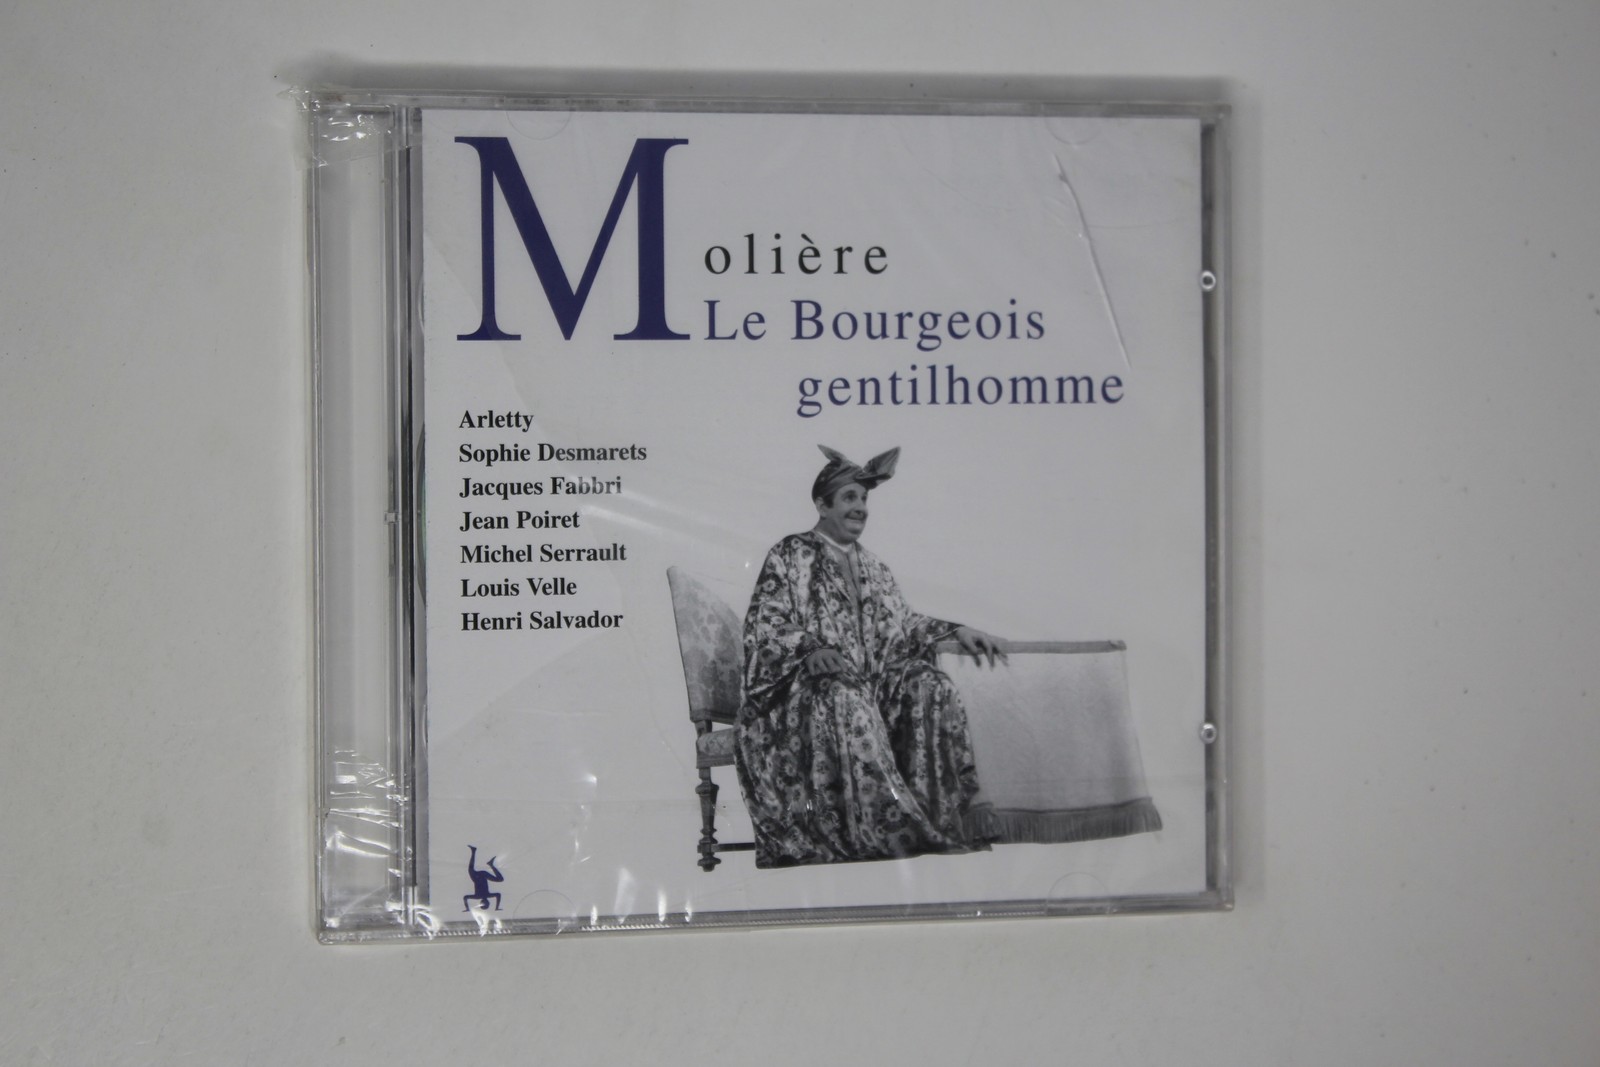 Molière
Le Bourgeois
gentilhomme
Arletty
Sophie Desmarets
Jacques Fabbri
Jean Poiret
Michel Serrault
Louis Velle
Henri Salvador